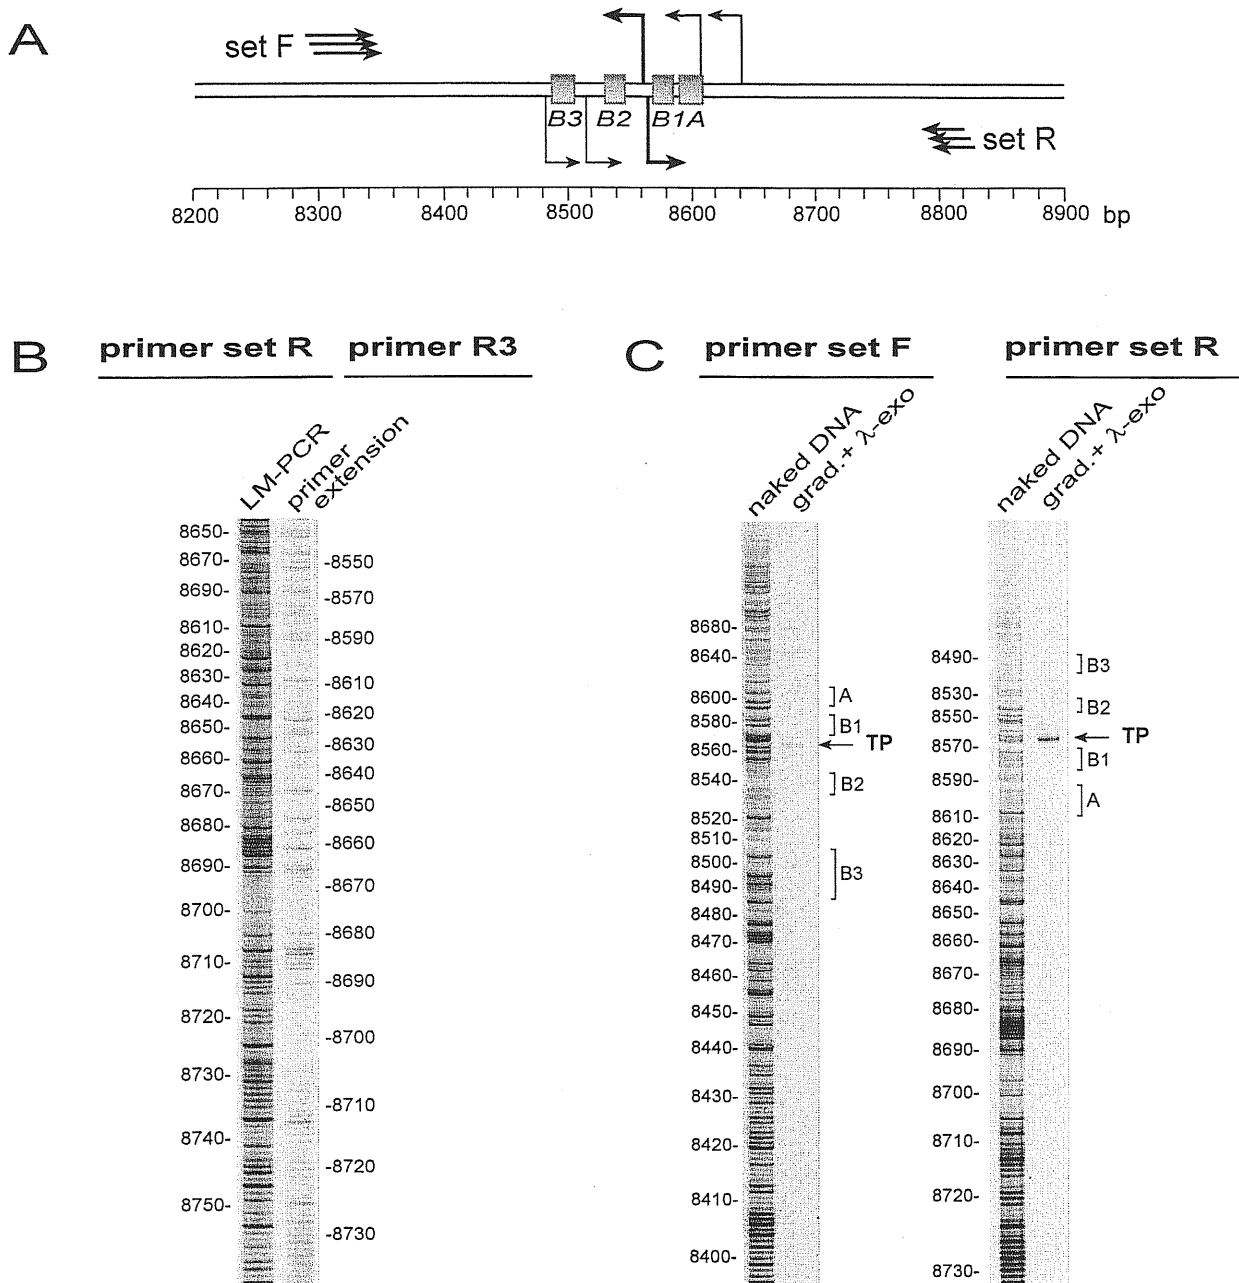 A
set F
B3 B2 B1A
set R
8200 8300 8400 8500 8600 8700 8800 8900 bp
B
primer set R
primer R3
LM-PCR
primer
extension
8650-
8670-
8690-
8610-
8620-
8630-
8640-
8650-
8660-
8670-
8680-
8690-
8700-
8710-
8720-
8730-
8740-
8750-
-8550
-8570
-8590
-8610
-8620
-8630
-8640
-8650
-8660
-8670
-8680
-8690
-8700
-8710
-8720
-8730
C
primer set F
naked DNA
grad.+ λ-exo
8680-
8640-
8600-
8580-
8560-
8540-
8520-
8510-
8500-
8490-
8480-
8470-
8460-
8450-
8440-
8430-
8420-
8410-
8400-
A
B1
TP
B2
B3
primer set R
naked DNA
grad.+ λ-exo
8490-
8530-
8550-
8570-
8590-
8610-
8620-
8630-
8640-
8650-
8660-
8670-
8680-
8690-
8700-
8710-
8720-
8730-
B3
B2
TP
B1
A